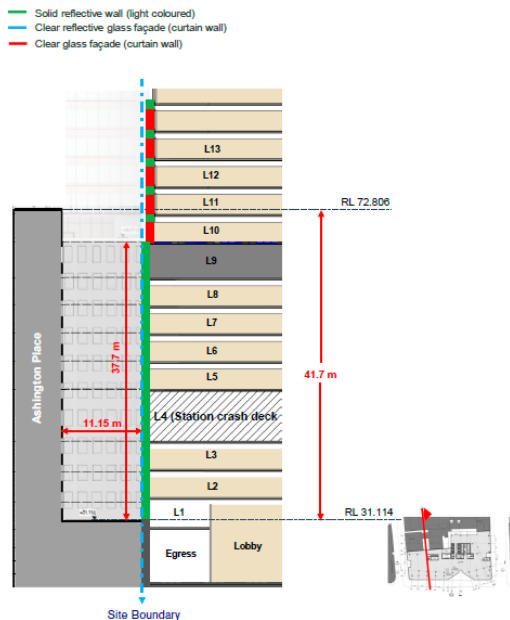 Solid reflective wall (light coloured)
Clear reflective glass façade (curtain wall)
Clear glass façade (curtain wall)
L13
L12
RL 72.806
L11
L10
L9
L8
L7
L6
L5
37.7 m
41.7 m
Ashington Place
11.15 m
L4 (Station crash deck
L3
L2
RL 31.114
L1
Egress
Lobby
Site Boundary